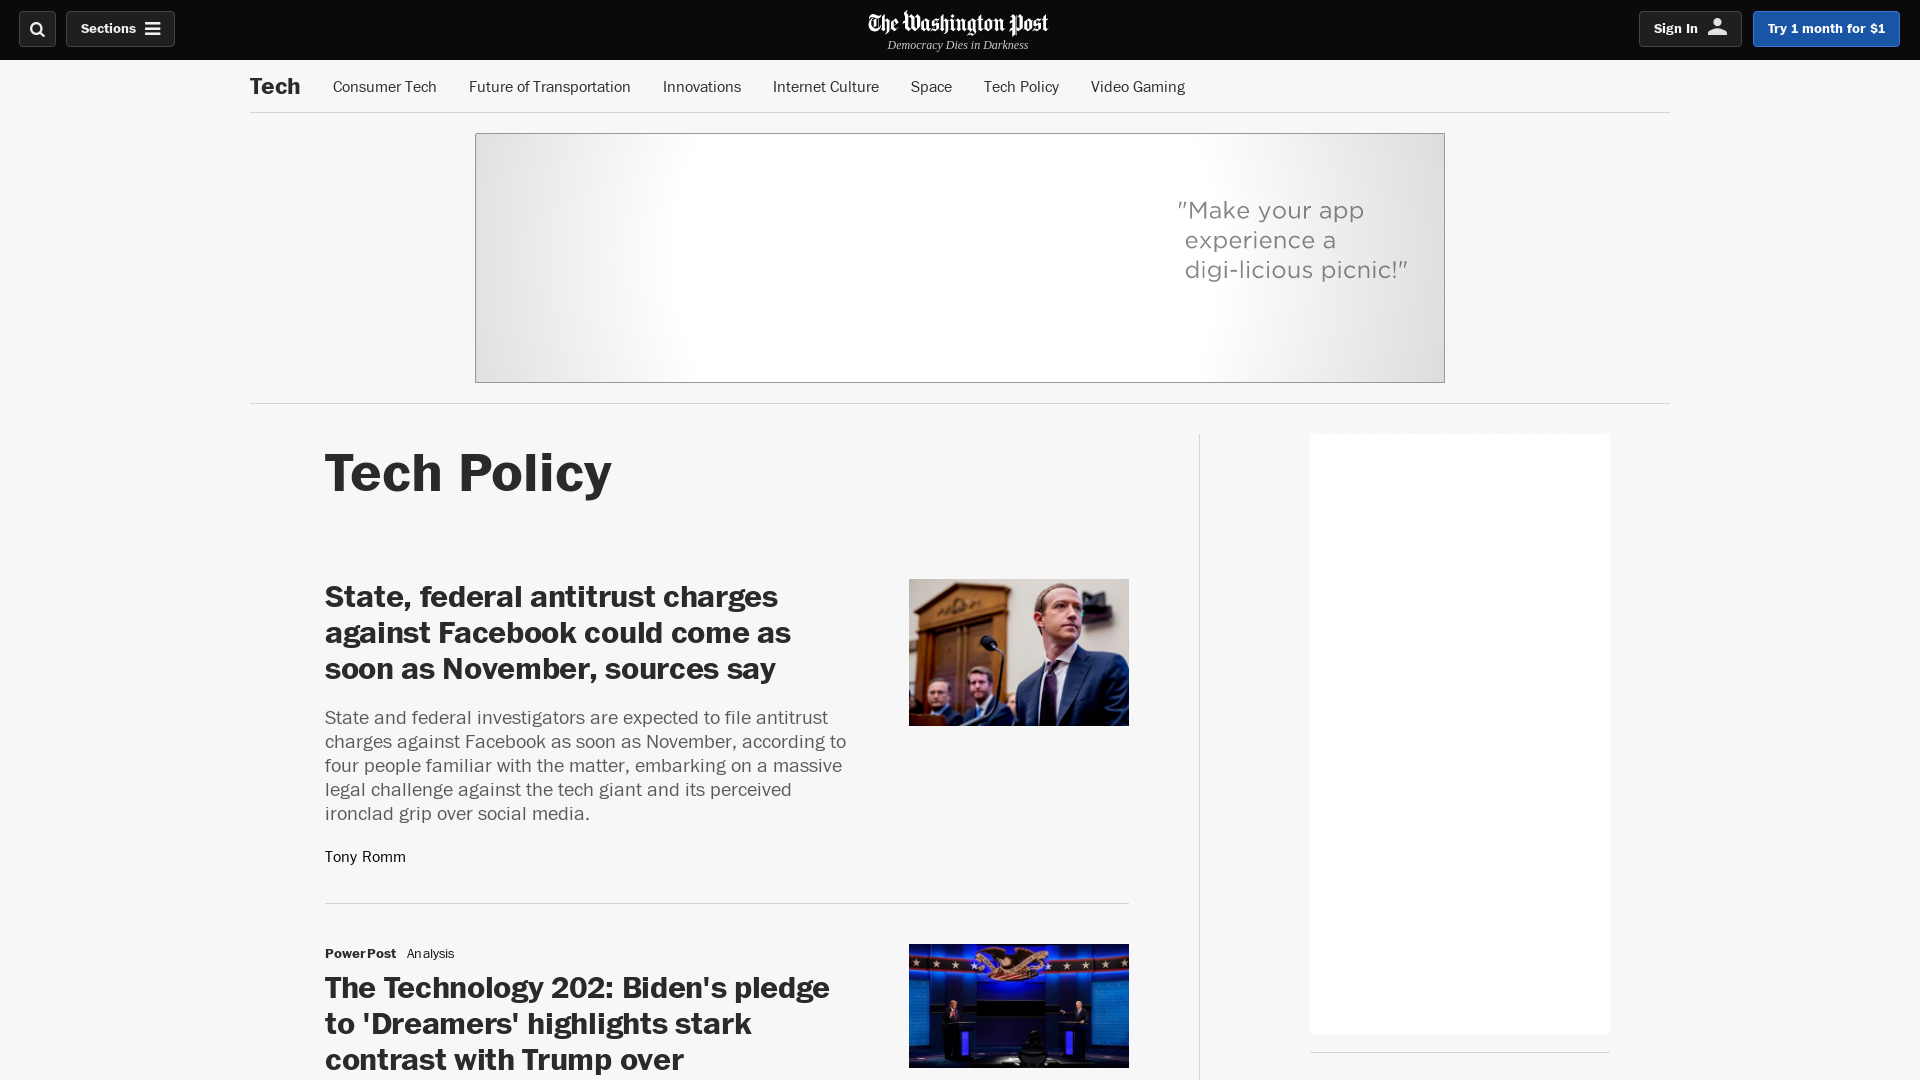 Sections
The Washington Post
Democracy Dies in Darkness
Sign In
Try 1 month for $1
Tech
Consumer Tech
Future of Transportation
Innovations
Internet Culture
Space
Tech Policy
Video Gaming
"Make your app
experience a
digi-licious picnic!"
Tech Policy
State, federal antitrust charges
against Facebook could come as
soon as November, sources say
State and federal investigators are expected to file antitrust
charges against Facebook as soon as November, according to
four people familiar with the matter, embarking on a massive
legal challenge against the tech giant and its perceived
ironclad grip over social media.
Tony Romm
PowerPost Analysis
The Technology 202: Biden's pledge
to 'Dreamers' highlights stark
contrast with Trump over